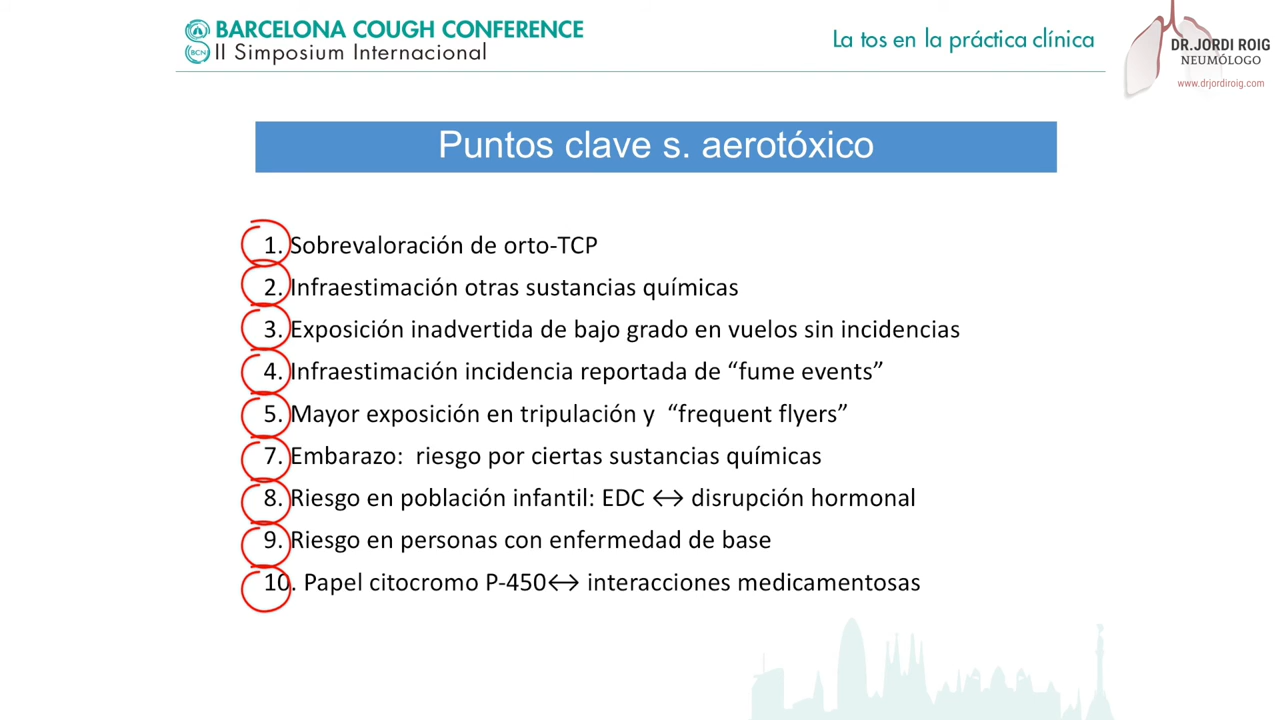 BARCELONA COUGH CONFERENCE
BCN
II Simposium Internacional
La tos en la práctica clínica
DR.JORDI ROIG
NEUMÓLOGO
www.drjordiroig.com
Puntos clave s. aerotóxico
1. Sobrevaloración de orto-TCP
2. Infraestimación otras sustancias químicas
3. Exposición inadvertida de bajo grado en vuelos sin incidencias
4. Infraestimación incidencia reportada de “fume events”
5. Mayor exposición en tripulación y “frequent flyers”
7. Embarazo: riesgo por ciertas sustancias químicas
8. Riesgo en población infantil: EDC ↔ disrupción hormonal
9. Riesgo en personas con enfermedad de base
10. Papel citocromo P-450↔ interacciones medicamentosas